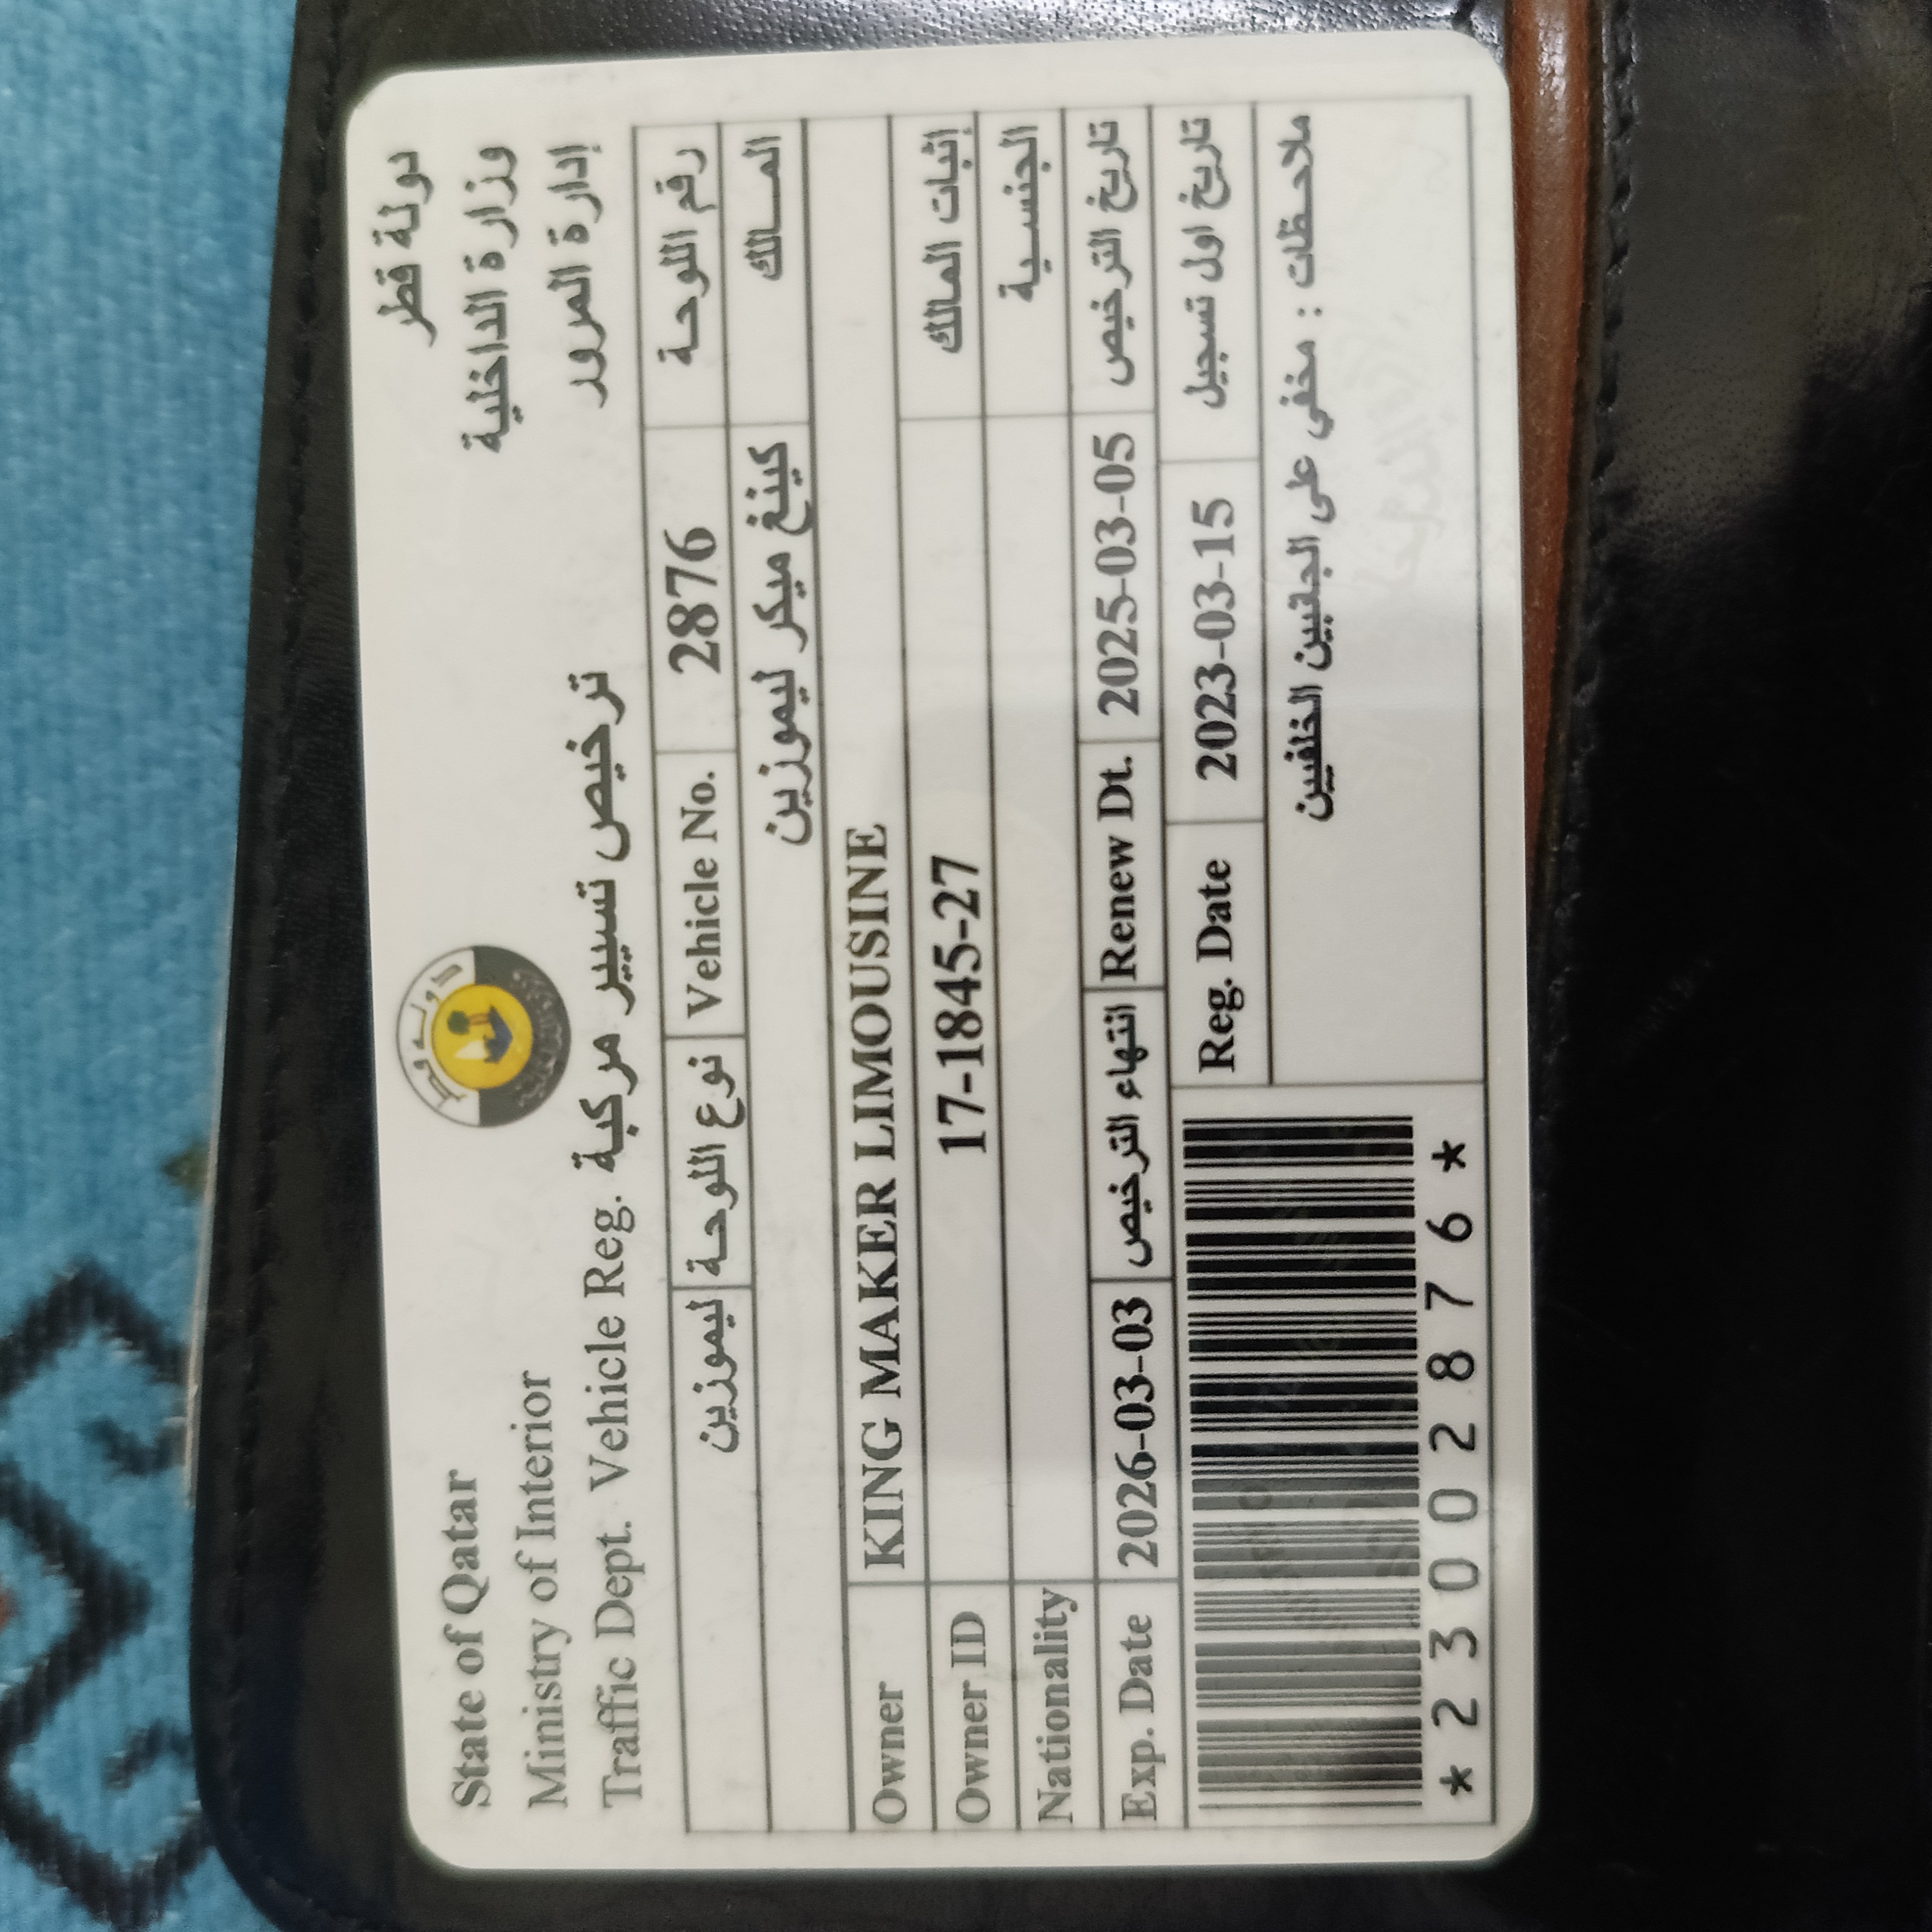 State of Qatar دولة قطر
Ministry of Interior وزارة الداخلية
Traffic Dept. Vehicle Reg. ترخيص تسيير مركبة إدارة المرور
ليموزين نوع اللوحة Vehicle No. 2876 رقم اللوحة
كينغ ميكر ليموزين المالك
Owner KING MAKER LIMOUSINE
Owner ID 17-1845-27 إثبات المالك
Nationality الجنسية
Exp. Date 2026-03-03 انتهاء الترخيص Renew Dt. 2025-03-05 تاريخ الترخيص
Reg. Date 2023-03-15 تاريخ اول تسجيل
ملاحظات : مخفي على الجنبين الخلفيين
*23002876*